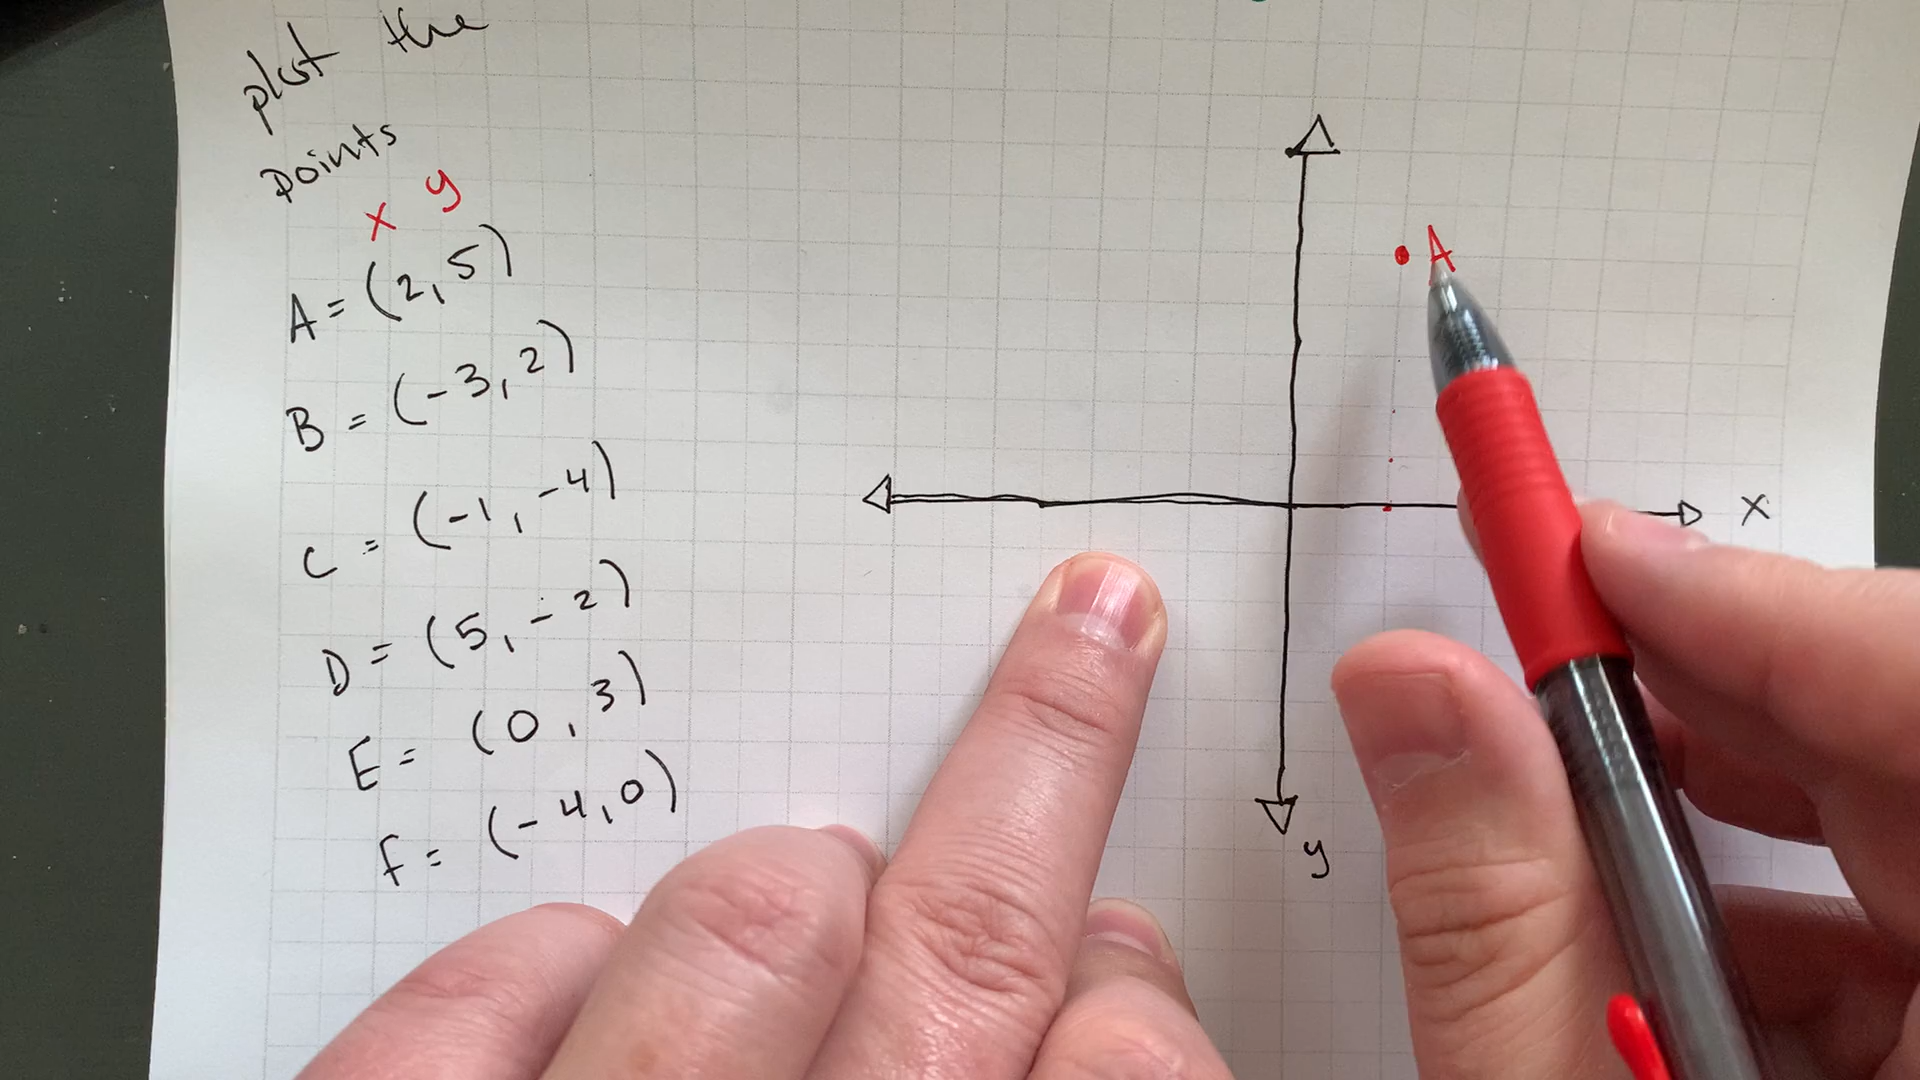 plot the
points
x y
A = (2, 5)
B = (-3, 2)
C = (-1, -4)
D = (5, -2)
E = (0, 3)
F = (-4, 0)
A
x
y